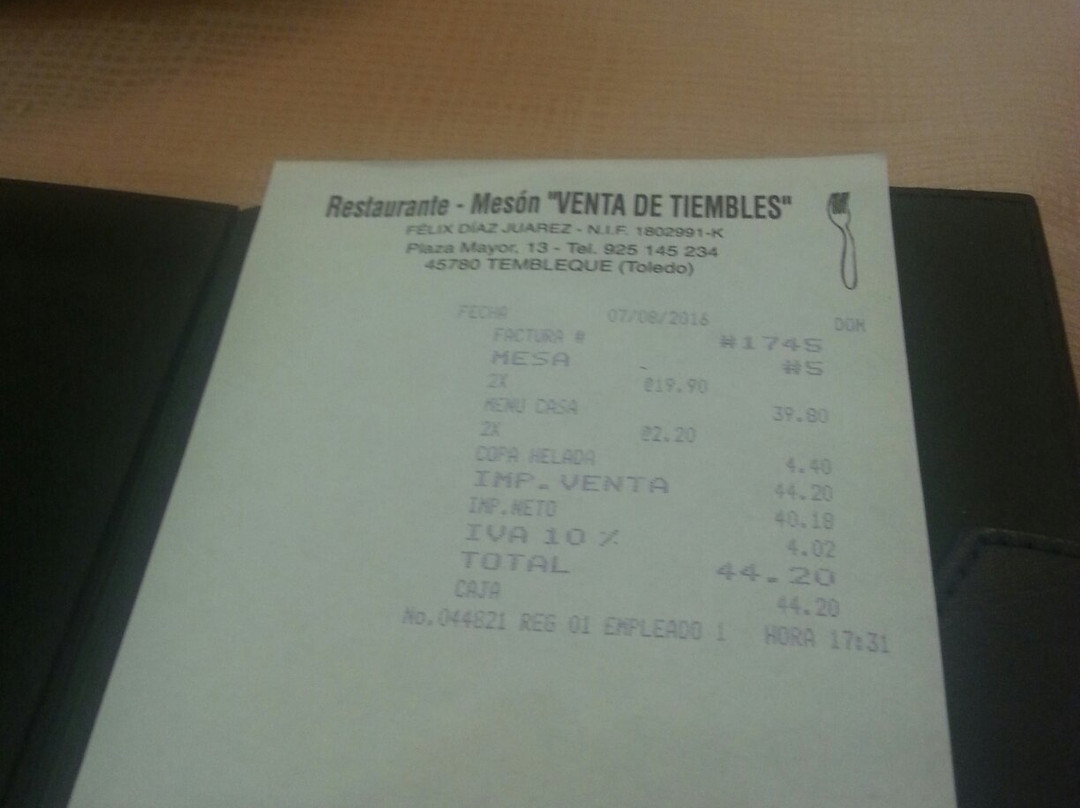 Restaurante - Mesón "VENTA DE TIEMBLES"
FÉLIX DÍAZ JUAREZ - N.I.F. 1802991-K
Plaza Mayor, 13 - Tel. 925 145 234
45780 TEMBLEQUE (Toledo)
FECHA 07/08/2016 DOM
FACTURA # #1745
MESA #5
2X @19.90
MENU CASA 39.80
2X @2.20
COPA HELADA 4.40
IMP.VENTA 44.20
IMP.NETO 40.18
IVA 10 % 4.02
TOTAL 44.20
CAJA 44.20
No.044821 REG 01 EMPLEADO 1 HORA 17:31